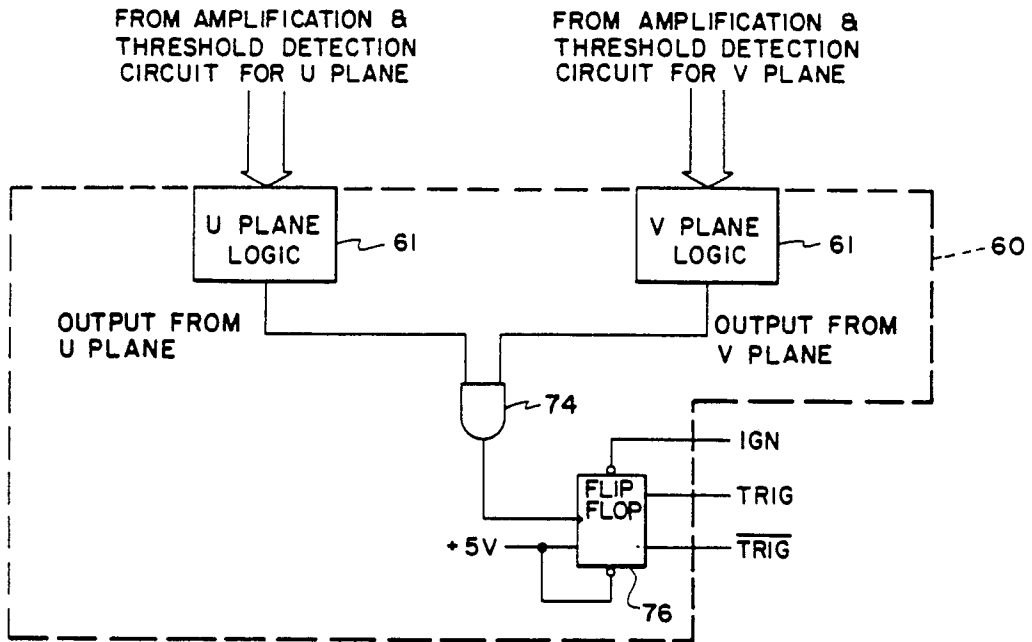 FROM AMPLIFICATION &
THRESHOLD DETECTION
CIRCUIT FOR U PLANE
FROM AMPLIFICATION &
THRESHOLD DETECTION
CIRCUIT FOR V PLANE
U PLANE
LOGIC
61
V PLANE
LOGIC
61
60
OUTPUT FROM
U PLANE
OUTPUT FROM
V PLANE
74
IGN
FLIP
FLOP
TRIG
+5V
T̅R̅I̅G̅
76